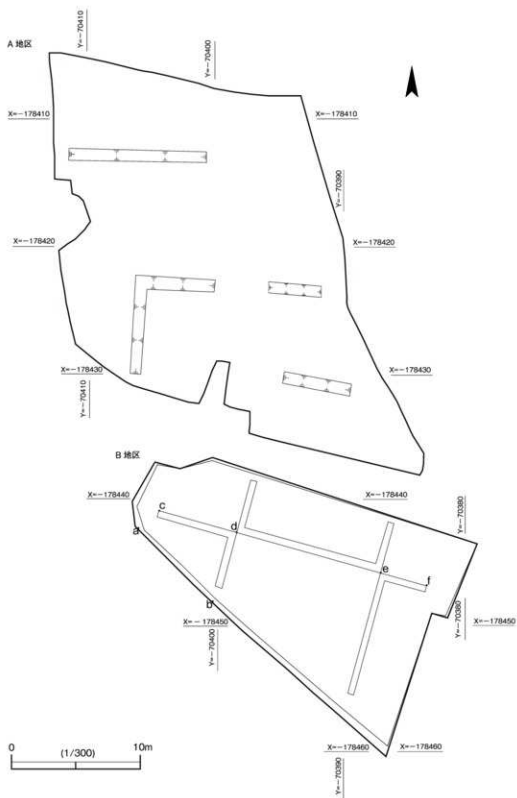 Y=-70410
Y=-70400
A 地区
X=-178410
X=-178410
Y=-70390
X=-178420
X=-178420
X=-178430
X=-178430
Y=-70410
B 地区
X=-178440
X=-178440
Y=-70380
c
d
a
e
f
b
X=-178450
Y=-70400
Y=-70380
X=-178450
X=-178460
X=-178460
Y=-70390
0
(1/300)
10m